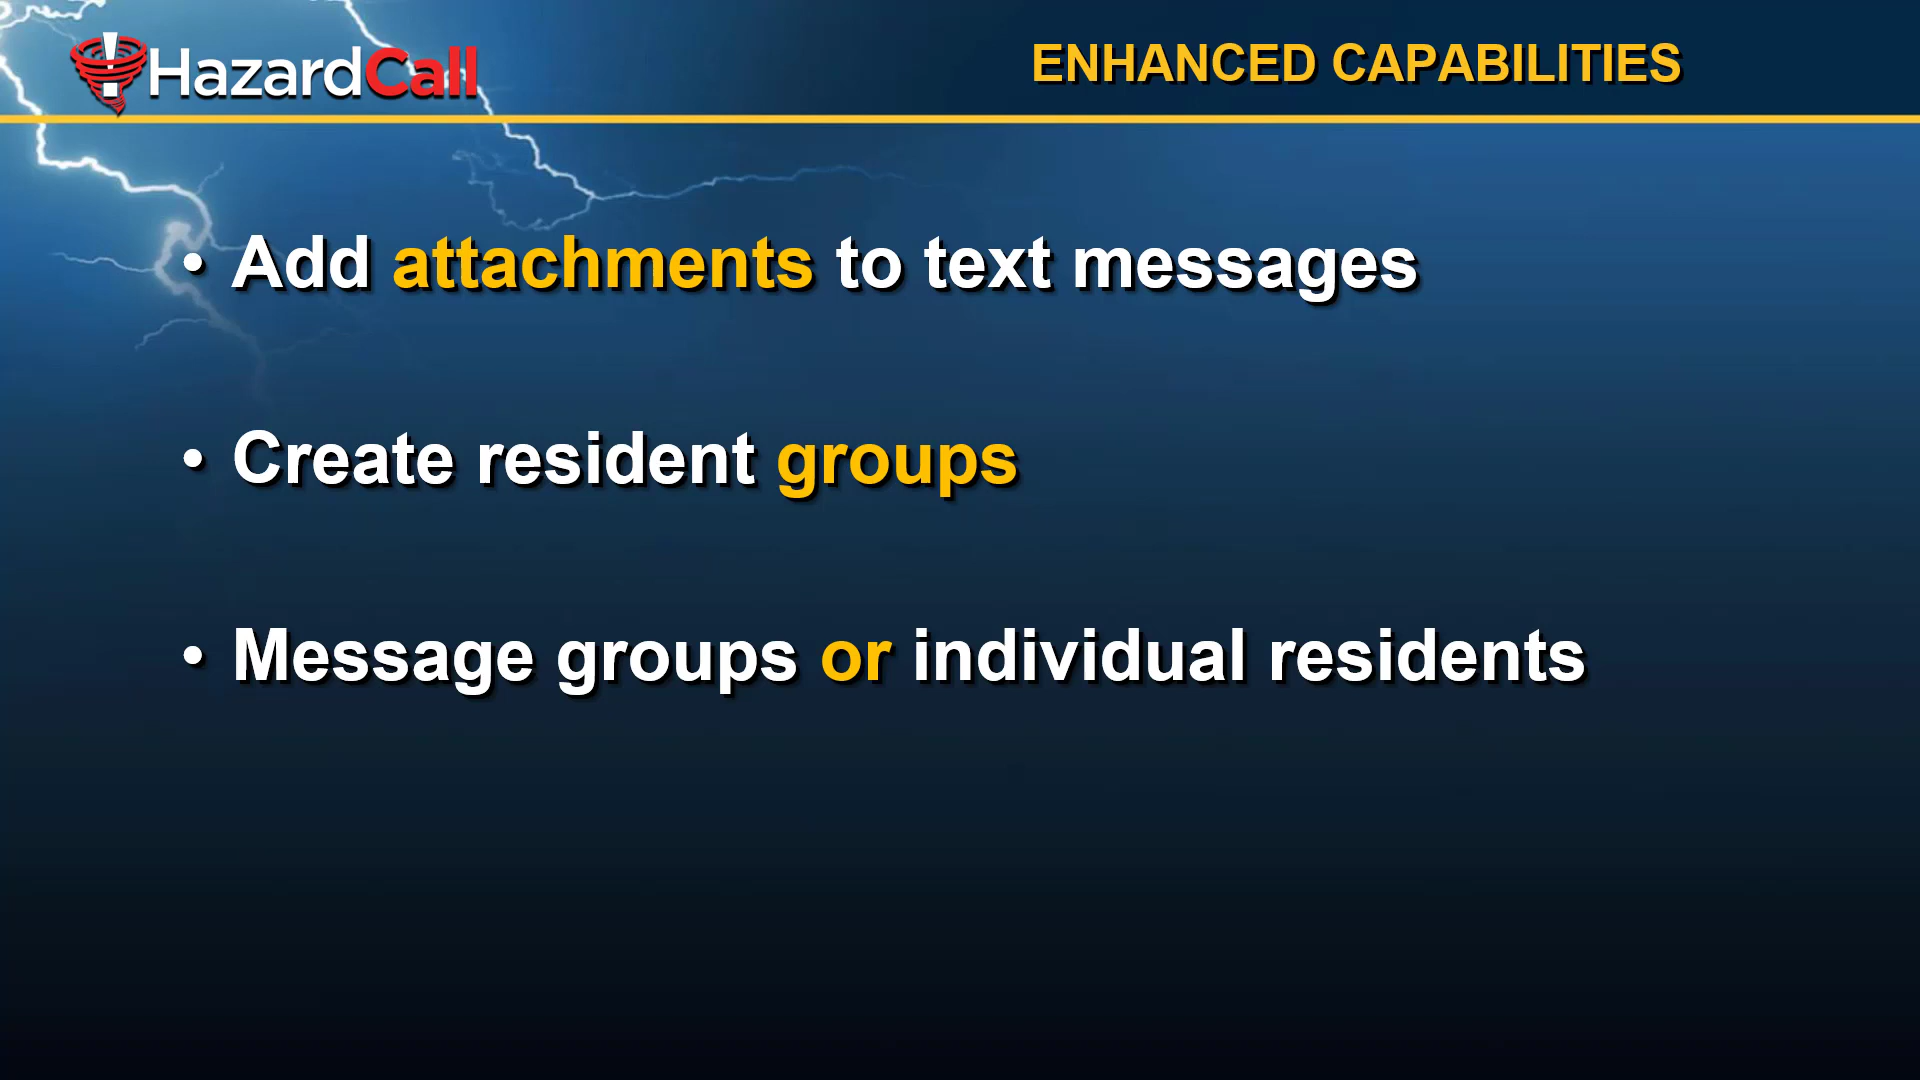 HazardCall
ENHANCED CAPABILITIES
• Add attachments to text messages
• Create resident groups
• Message groups or individual residents